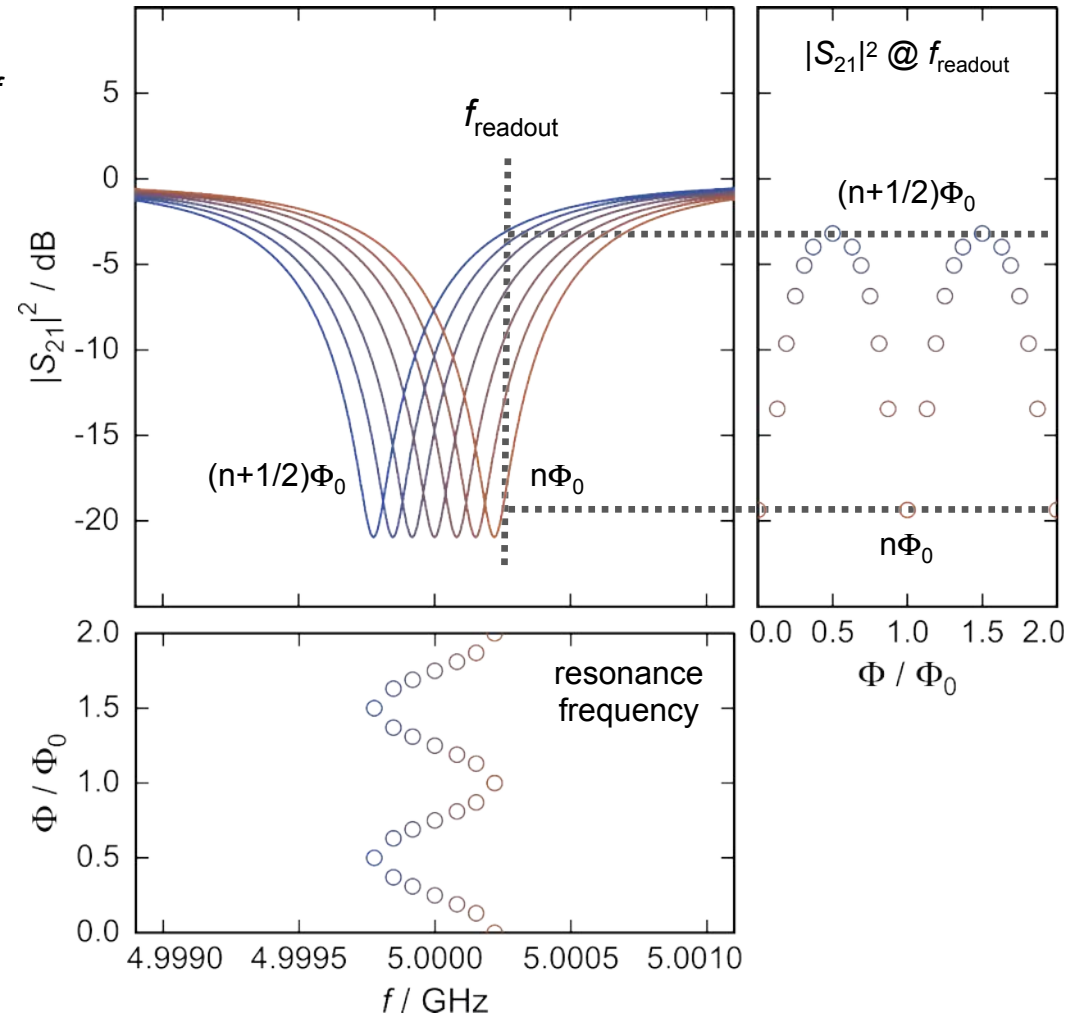 f
|S₂₁|² / dB
5
0
-5
-10
-15
-20
f_readout
(n+1/2)Φ₀
nΦ₀
|S₂₁|² @ f_readout
(n+1/2)Φ₀
nΦ₀
0.0 0.5 1.0 1.5 2.0
Φ / Φ₀
Φ / Φ₀
2.0
1.5
1.0
0.5
0.0
resonance
frequency
4.9990 4.9995 5.0000 5.0005 5.0010
f / GHz